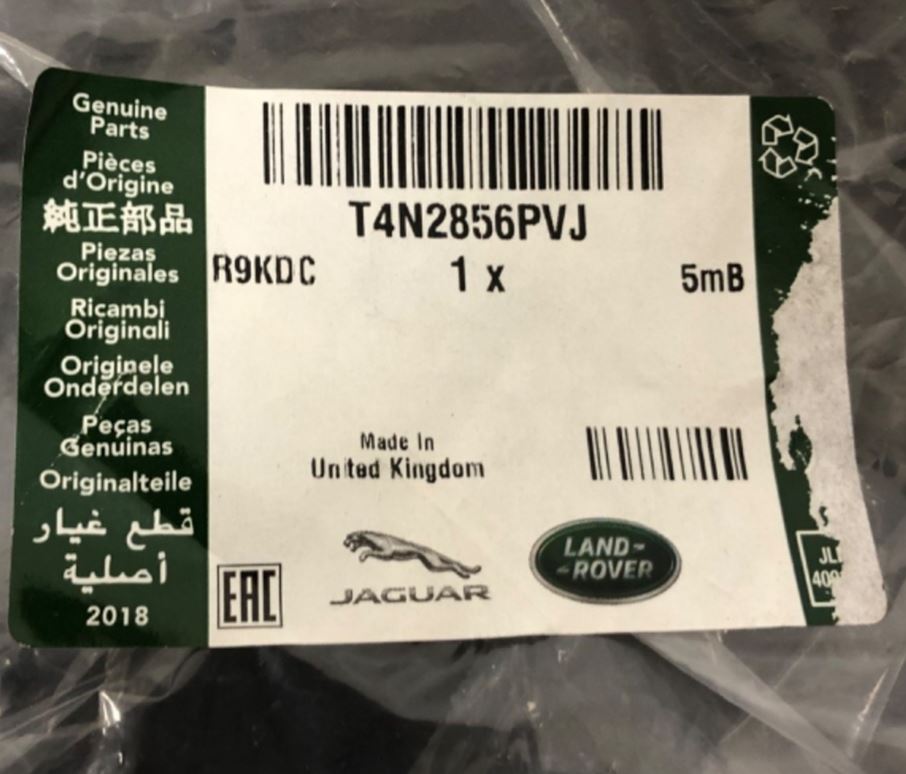 Genuine
Parts
Pièces
d'Origine
純正部品
Piezas
Originales
Ricambi
Originali
Originele
Onderdelen
Peças
Genuinas
Originalteile
قطع غيار
أصلية
2018
T4N2856PVJ
R9KDC 1 x 5mB
Made In
United Kingdom
EAC
JAGUAR
LAND-
-ROVER